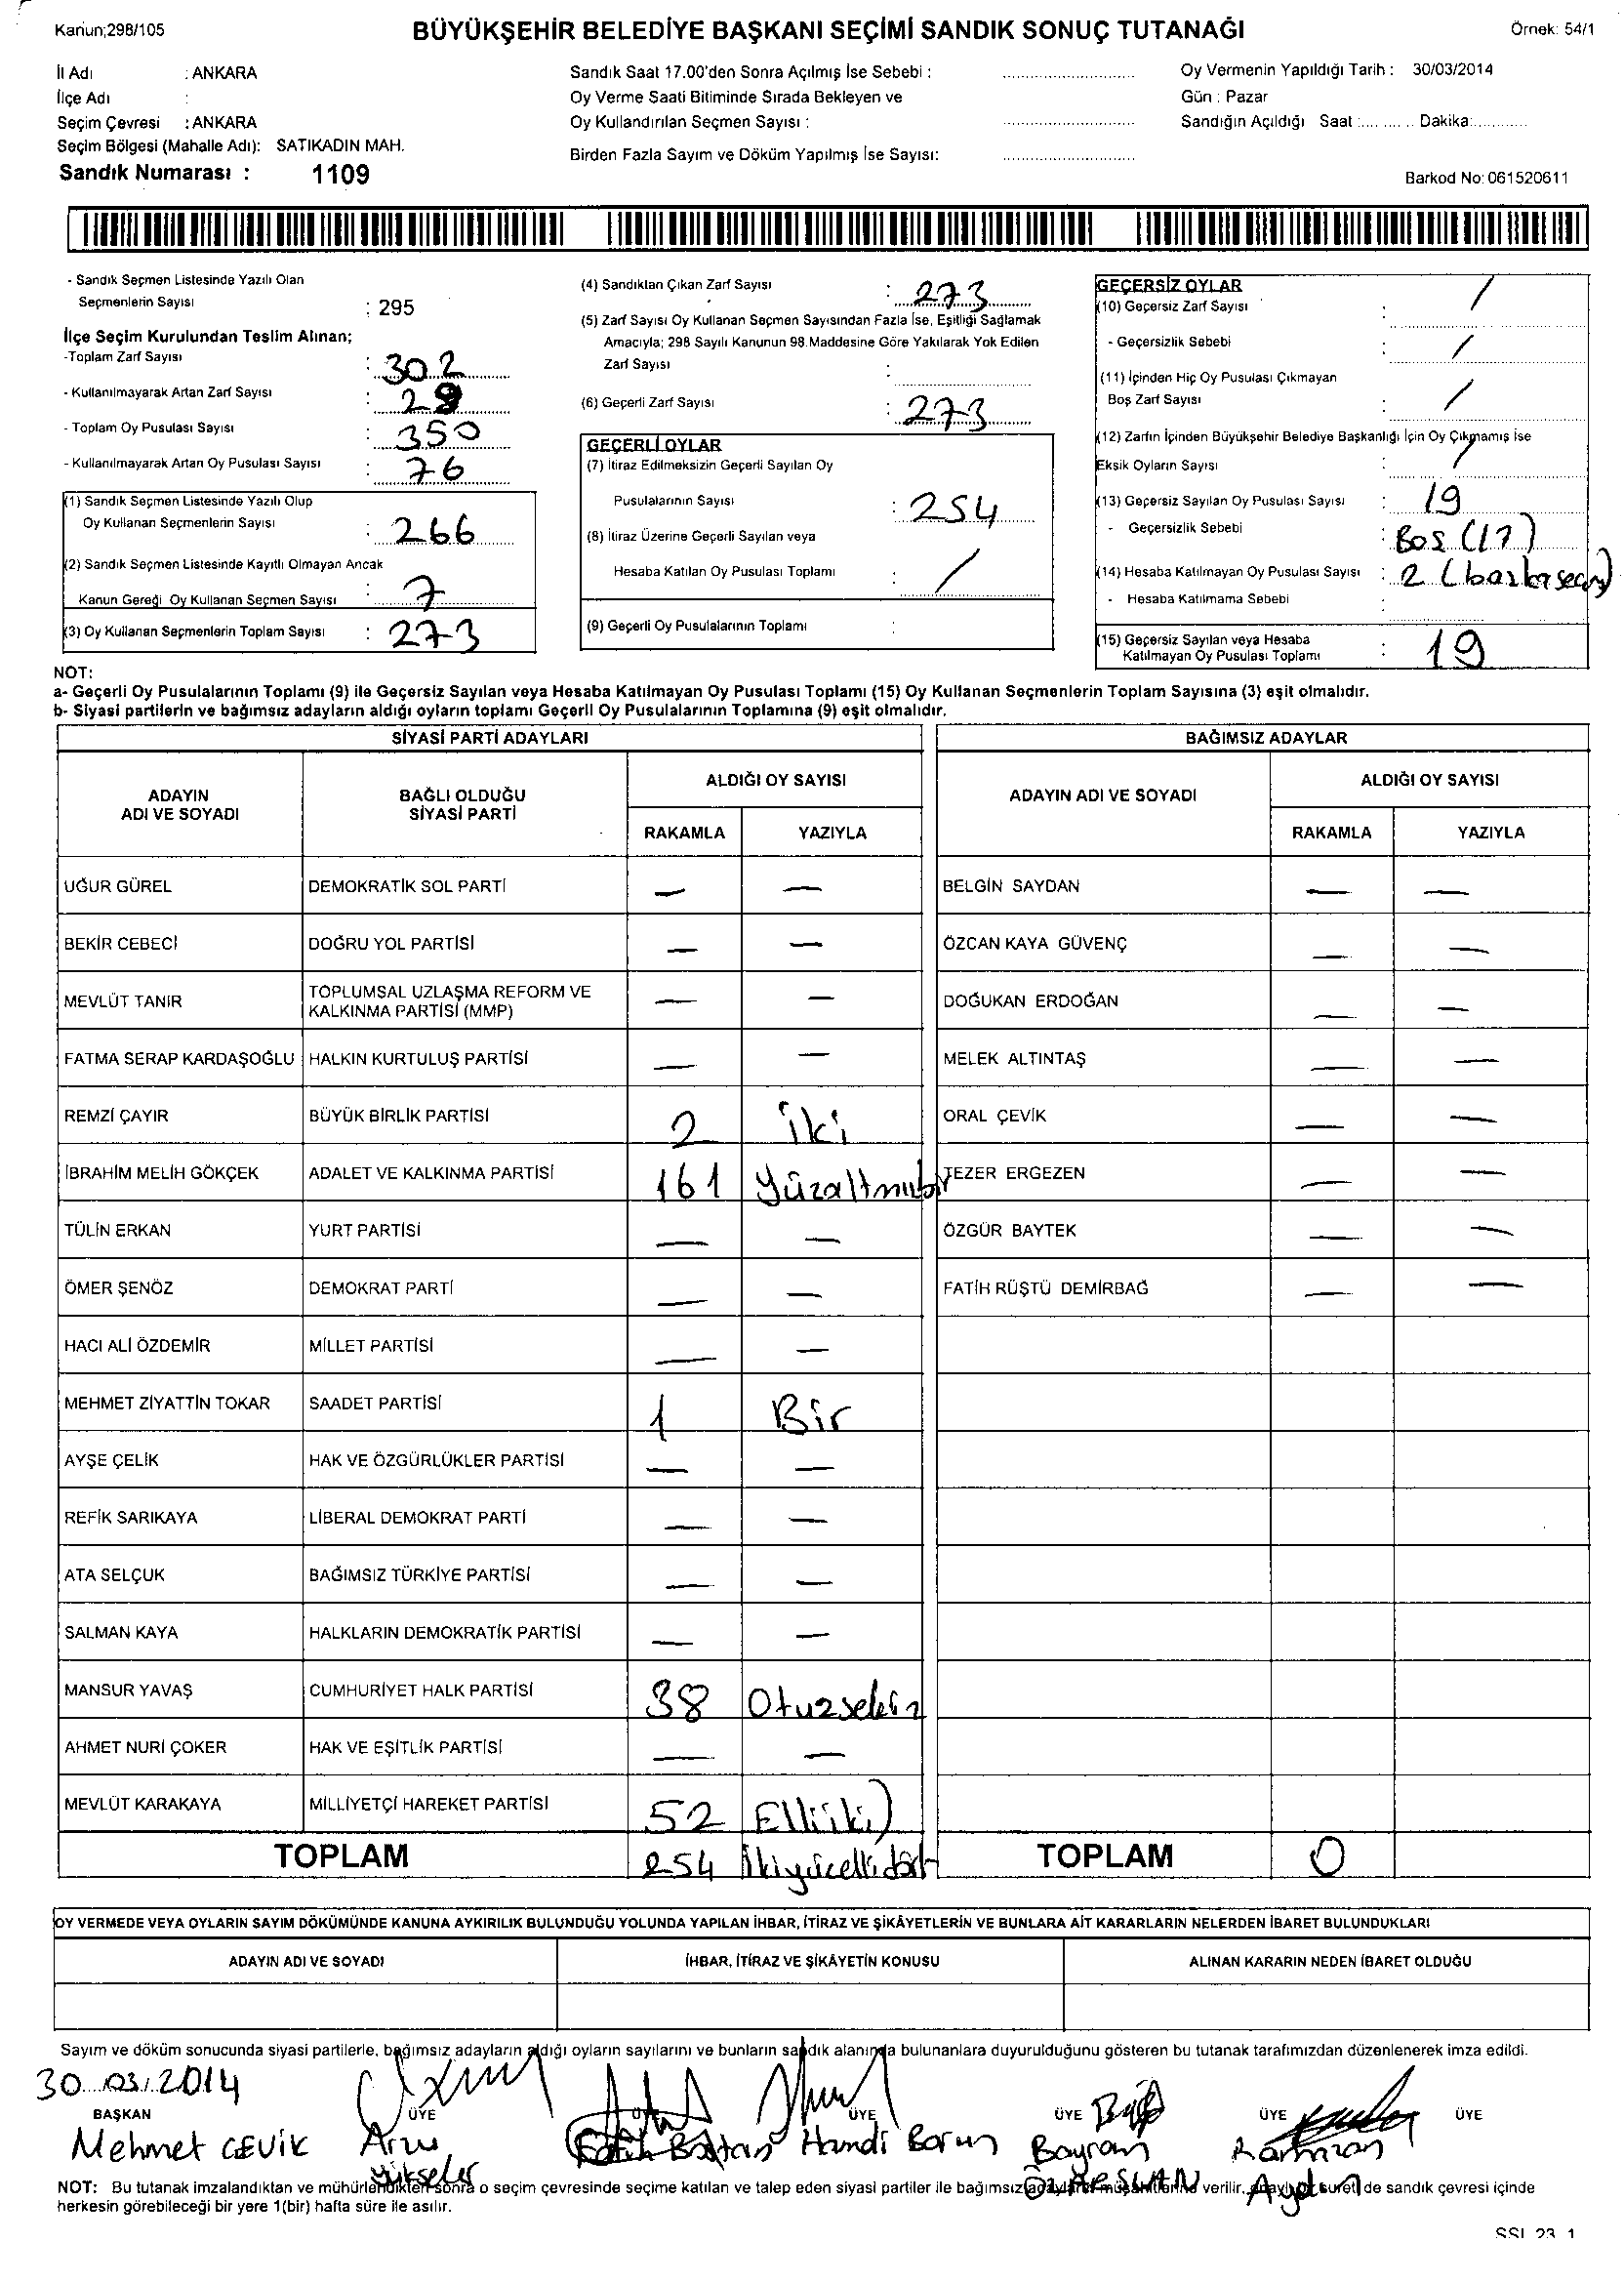 Kanun;298/105
BÜYÜKŞEHİR BELEDİYE BAŞKANI SEÇİMİ SANDIK SONUÇ TUTANAĞI
Örnek: 54/1
İl Adı : ANKARA
İlçe Adı :
Seçim Çevresi : ANKARA
Seçim Bölgesi (Mahalle Adı): SATIKADIN MAH.
Sandık Numarası : 1109
Sandık Saat 17.00'den Sonra Açılmış İse Sebebi :
Oy Verme Saati Bitiminde Sırada Bekleyen ve
Oy Kullandırılan Seçmen Sayısı :
Birden Fazla Sayım ve Döküm Yapılmış İse Sayısı:
Oy Vermenin Yapıldığı Tarih : 30/03/2014
Gün : Pazar
Sandığın Açıldığı Saat :......... Dakika:...........
Barkod No: 061520611
- Sandık Seçmen Listesinde Yazılı Olan
Seçmenlerin Sayısı : 295
İlçe Seçim Kurulundan Teslim Alınan;
-Toplam Zarf Sayısı : 302
- Kullanılmayarak Artan Zarf Sayısı : 29
- Toplam Oy Pusulası Sayısı : 350
- Kullanılmayarak Artan Oy Pusulası Sayısı : 76
(1) Sandık Seçmen Listesinde Yazılı Olup
Oy Kullanan Seçmenlerin Sayısı : 266
(2) Sandık Seçmen Listesinde Kayıtlı Olmayan Ancak
Kanun Gereği Oy Kullanan Seçmen Sayısı : 7
(3) Oy Kullanan Seçmenlerin Toplam Sayısı : 273
(4) Sandıktan Çıkan Zarf Sayısı : 273
(5) Zarf Sayısı Oy Kullanan Seçmen Sayısından Fazla İse, Eşitliği Sağlamak
Amacıyla; 298 Sayılı Kanunun 98.Maddesine Göre Yakılarak Yok Edilen
Zarf Sayısı :
(6) Geçerli Zarf Sayısı : 273
GEÇERLİ OYLAR
(7) İtiraz Edilmeksizin Geçerli Sayılan Oy
Pusulalarının Sayısı : 254
(8) İtiraz Üzerine Geçerli Sayılan veya
Hesaba Katılan Oy Pusulası Toplamı : /
(9) Geçerli Oy Pusulalarının Toplamı :
GEÇERSİZ OYLAR
(10) Geçersiz Zarf Sayısı : /
- Geçersizlik Sebebi : /
(11) İçinden Hiç Oy Pusulası Çıkmayan
Boş Zarf Sayısı : /
(12) Zarfın İçinden Büyükşehir Belediye Başkanlığı İçin Oy Çıkmamış İse
Eksik Oyların Sayısı : /
(13) Geçersiz Sayılan Oy Pusulası Sayısı : 19
- Geçersizlik Sebebi : Boş (17)
(14) Hesaba Katılmayan Oy Pusulası Sayısı : 2
- Hesaba Katılmama Sebebi :
(15) Geçersiz Sayılan veya Hesaba
Katılmayan Oy Pusulası Toplamı : 19
NOT:
a- Geçerli Oy Pusulalarının Toplamı (9) ile Geçersiz Sayılan veya Hesaba Katılmayan Oy Pusulası Toplamı (15) Oy Kullanan Seçmenlerin Toplam Sayısına (3) eşit olmalıdır.
b- Siyasi partilerin ve bağımsız adayların aldığı oyların toplamı Geçerli Oy Pusulalarının Toplamına (9) eşit olmalıdır.
SİYASİ PARTİ ADAYLARI
ADAYIN ADI VE SOYADI BAĞLI OLDUĞU SİYASİ PARTİ ALDIĞI OY SAYISI
RAKAMLA YAZIYLA
UĞUR GÜREL DEMOKRATİK SOL PARTİ — —
BEKİR CEBECİ DOĞRU YOL PARTİSİ — —
MEVLÜT TANIR TOPLUMSAL UZLAŞMA REFORM VE KALKINMA PARTİSİ (MMP) — —
FATMA SERAP KARDAŞOĞLU HALKIN KURTULUŞ PARTİSİ — —
REMZİ ÇAYIR BÜYÜK BİRLİK PARTİSİ 2 İki
İBRAHİM MELİH GÖKÇEK ADALET VE KALKINMA PARTİSİ 161 Yüzaltmışbir
TÜLİN ERKAN YURT PARTİSİ — —
ÖMER ŞENÖZ DEMOKRAT PARTİ — —
HACI ALİ ÖZDEMİR MİLLET PARTİSİ — —
MEHMET ZİYATTİN TOKAR SAADET PARTİSİ 1 Bir
AYŞE ÇELİK HAK VE ÖZGÜRLÜKLER PARTİSİ — —
REFİK SARIKAYA LİBERAL DEMOKRAT PARTİ — —
ATA SELÇUK BAĞIMSIZ TÜRKİYE PARTİSİ — —
SALMAN KAYA HALKLARIN DEMOKRATİK PARTİSİ — —
MANSUR YAVAŞ CUMHURİYET HALK PARTİSİ 38 Otuzsekiz
AHMET NURİ ÇOKER HAK VE EŞİTLİK PARTİSİ — —
MEVLÜT KARAKAYA MİLLİYETÇİ HAREKET PARTİSİ 52 Elliiki
TOPLAM 254 İkiyüzellidört
BAĞIMSIZ ADAYLAR
ADAYIN ADI VE SOYADI ALDIĞI OY SAYISI
RAKAMLA YAZIYLA
BELGİN SAYDAN — —
ÖZCAN KAYA GÜVENÇ — —
DOĞUKAN ERDOĞAN — —
MELEK ALTINTAŞ — —
ORAL ÇEVİK — —
TEZER ERGEZEN — —
ÖZGÜR BAYTEK — —
FATİH RÜŞTÜ DEMİRBAĞ — —
TOPLAM 0
OY VERMEDE VEYA OYLARIN SAYIM DÖKÜMÜNDE KANUNA AYKIRILIK BULUNDUĞU YOLUNDA YAPILAN İHBAR, İTİRAZ VE ŞİKÂYETLERİN VE BUNLARA AİT KARARLARIN NELERDEN İBARET BULUNDUKLARI
ADAYIN ADI VE SOYADI İHBAR, İTİRAZ VE ŞİKÂYETİN KONUSU ALINAN KARARIN NEDEN İBARET OLDUĞU
Sayım ve döküm sonucunda siyasi partilerle, bağımsız adayların aldığı oyların sayılarını ve bunların sandık alanında bulunanlara duyurulduğunu gösteren bu tutanak tarafımızdan düzenlenerek imza edildi.
30.03.2014
BAŞKAN ÜYE ÜYE ÜYE ÜYE ÜYE ÜYE
Mehmet ÇEVİK Arzu Yükseler Fatih Hamdi Bayram ÖZARSLAN Ramazan Aydın
NOT: Bu tutanak imzalandıktan ve mühürlendikten sonra o seçim çevresinde seçime katılan ve talep eden siyasi partiler ile bağımsız adayların müşahitlerine verilir. onaylı bir sureti de sandık çevresi içinde
herkesin görebileceği bir yere 1(bir) hafta süre ile asılır.